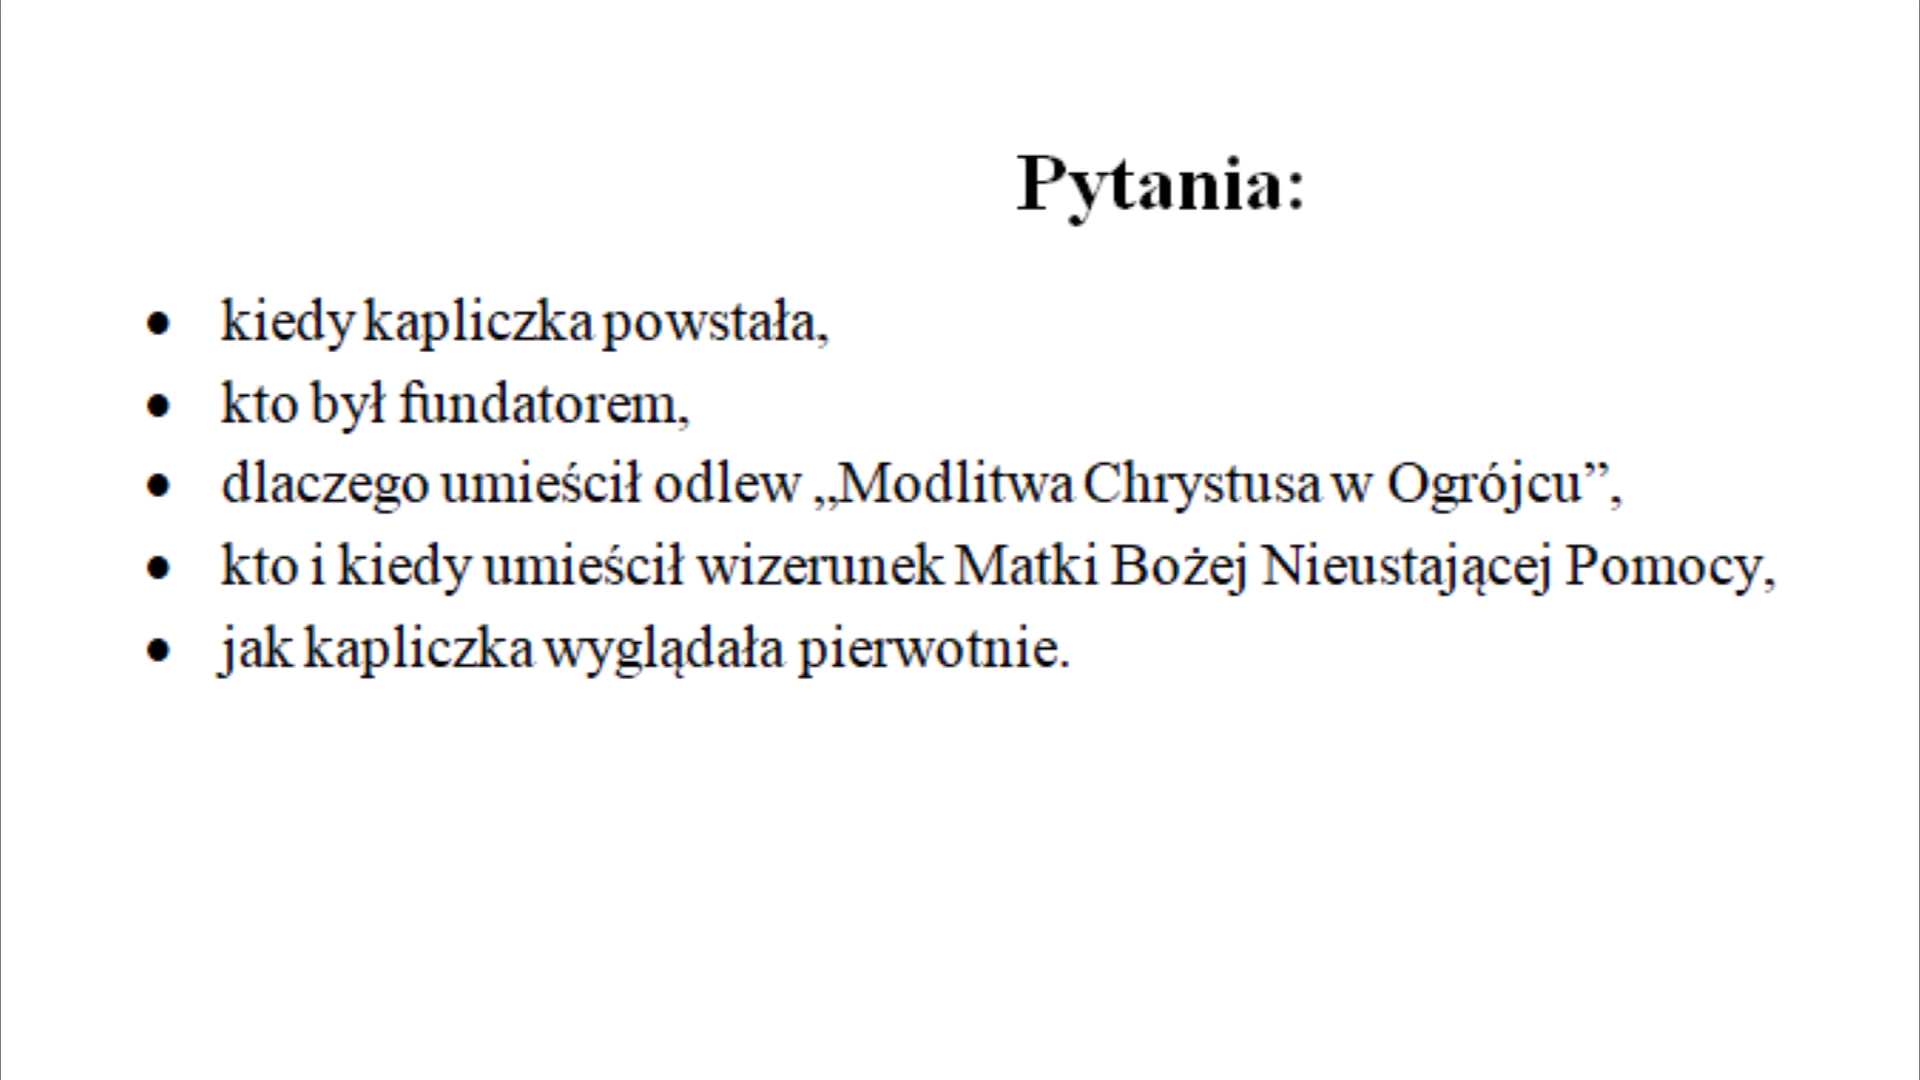 Pytania:
● kiedy kapliczka powstała,
● kto był fundatorem,
● dlaczego umieścił odlew „Modlitwa Chrystusa w Ogrójcu”,
● kto i kiedy umieścił wizerunek Matki Bożej Nieustającej Pomocy,
● jak kapliczka wyglądała pierwotnie.